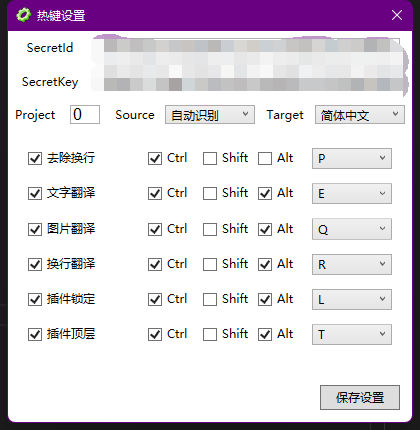 热键设置
SecretId
SecretKey
Project 0 Source 自动识别 Target 简体中文
去除换行 Ctrl Shift Alt P
文字翻译 Ctrl Shift Alt E
图片翻译 Ctrl Shift Alt Q
换行翻译 Ctrl Shift Alt R
插件锁定 Ctrl Shift Alt L
插件顶层 Ctrl Shift Alt T
保存设置